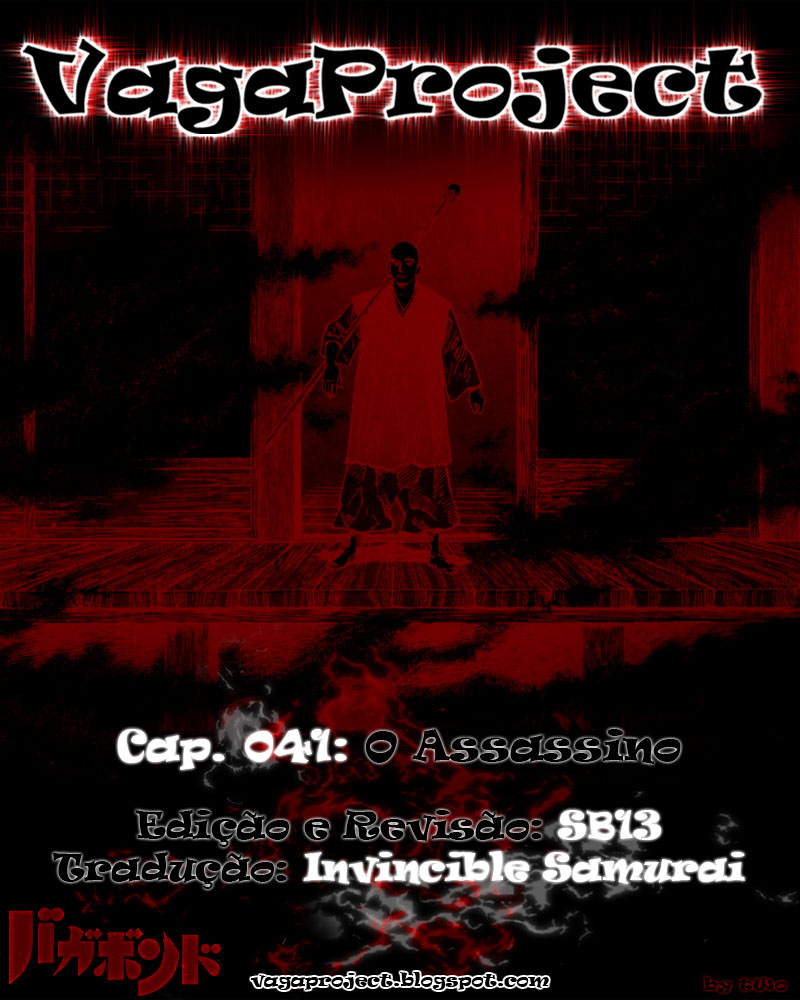 VagaProject
Cap. 041: O Assassino
Edição e Revisão: SB13
Tradução: Invincible Samurai
バガボンド
vagaproject.blogspot.com
by two